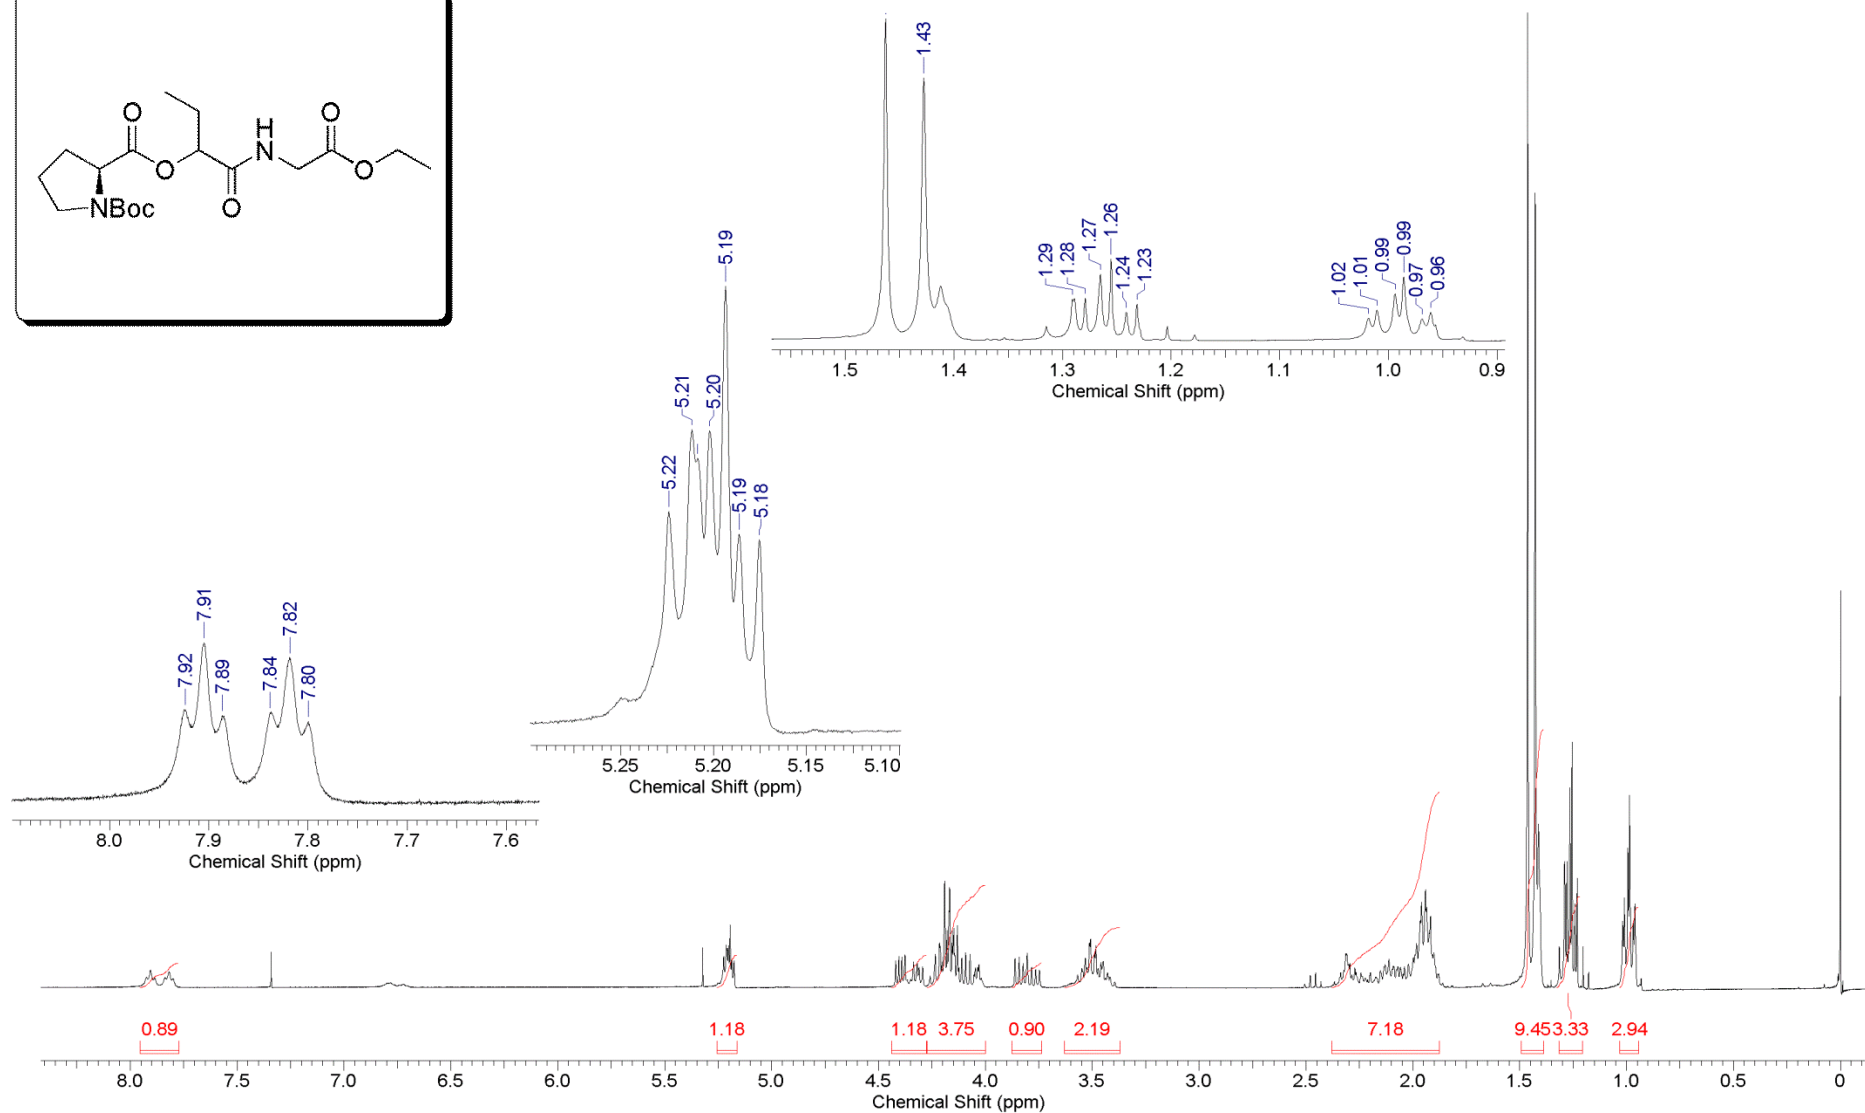 O
H
N
O
O
O
O
NBoc
1.43
1.29
1.28
1.27
1.26
1.24
1.23
1.02
1.01
0.99
0.99
0.97
0.96
1.5 1.4 1.3 1.2 1.1 1.0 0.9
Chemical Shift (ppm)
5.22
5.21
5.20
5.19
5.19
5.18
5.25 5.20 5.15 5.10
Chemical Shift (ppm)
7.92
7.91
7.89
7.84
7.82
7.80
8.0 7.9 7.8 7.7 7.6
Chemical Shift (ppm)
0.89 1.18 1.18 3.75 0.90 2.19 7.18 9.45 3.33 2.94
8.0 7.5 7.0 6.5 6.0 5.5 5.0 4.5 4.0 3.5 3.0 2.5 2.0 1.5 1.0 0.5 0
Chemical Shift (ppm)